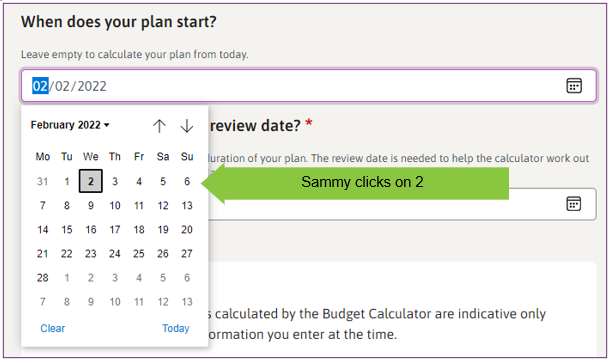 When does your plan start?
Leave empty to calculate your plan from today.
02/02/2022
review date? *
duration of your plan. The review date is needed to help the calculator work out
February 2022
Mo Tu We Th Fr Sa Su
31 1 2 3 4 5 6
7 8 9 10 11 12 13
14 15 16 17 18 19 20
21 22 23 24 25 26 27
28 1 2 3 4 5 6
7 8 9 10 11 12 13
Clear Today
Sammy clicks on 2
calculated by the Budget Calculator are indicative only
you enter at the time.